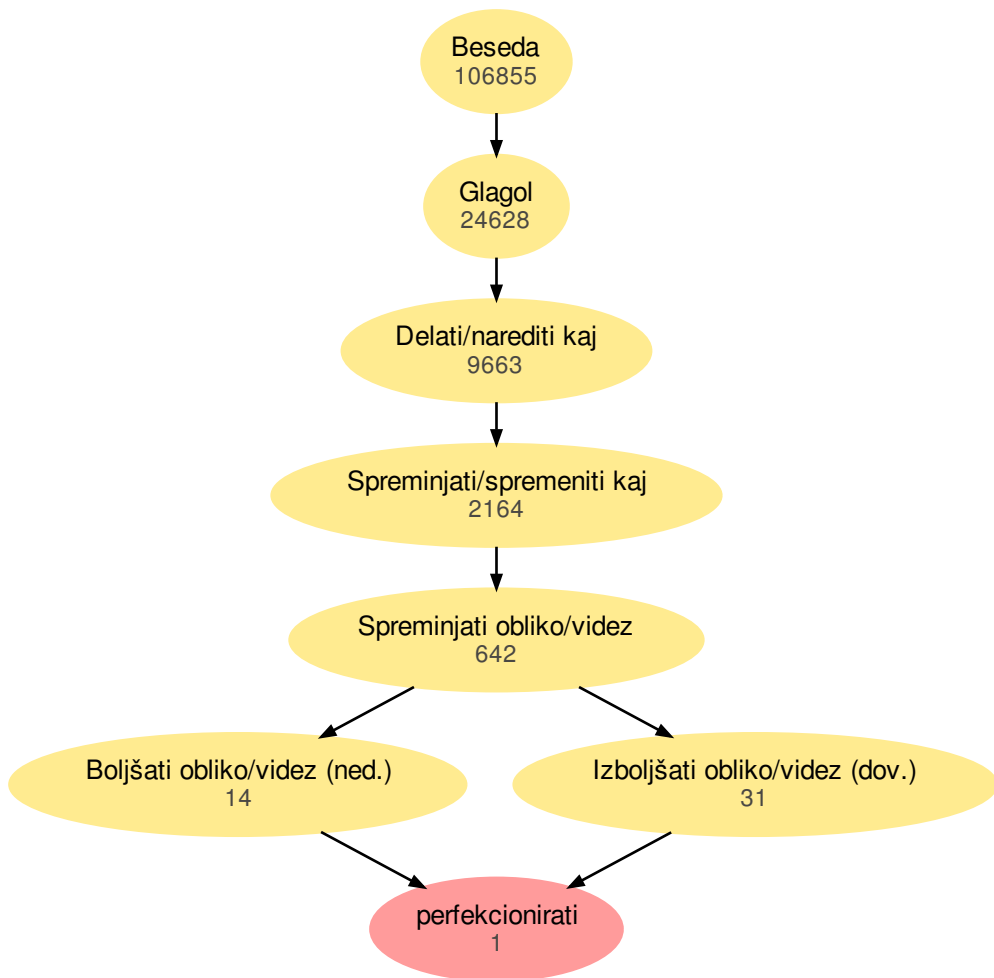 Beseda
106855
Glagol
24628
Delati/narediti kaj
9663
Spreminjati/spremeniti kaj
2164
Spreminjati obliko/videz
642
Boljšati obliko/videz (ned.)
14
Izboljšati obliko/videz (dov.)
31
perfekcionirati
1